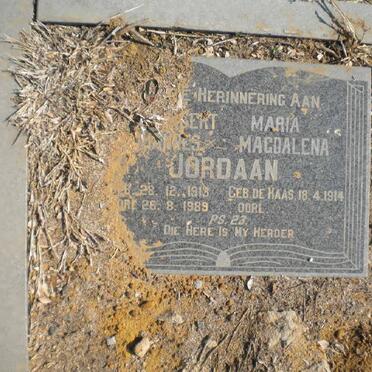 HERINNERING AAN
MARIA
MAGDALENA
JORDAAN
28.12.1913 GEB. DE HAAS 18.4.1914
26.8.1989 OORL.
PS. 23.
DIE HERE IS MY HERDER